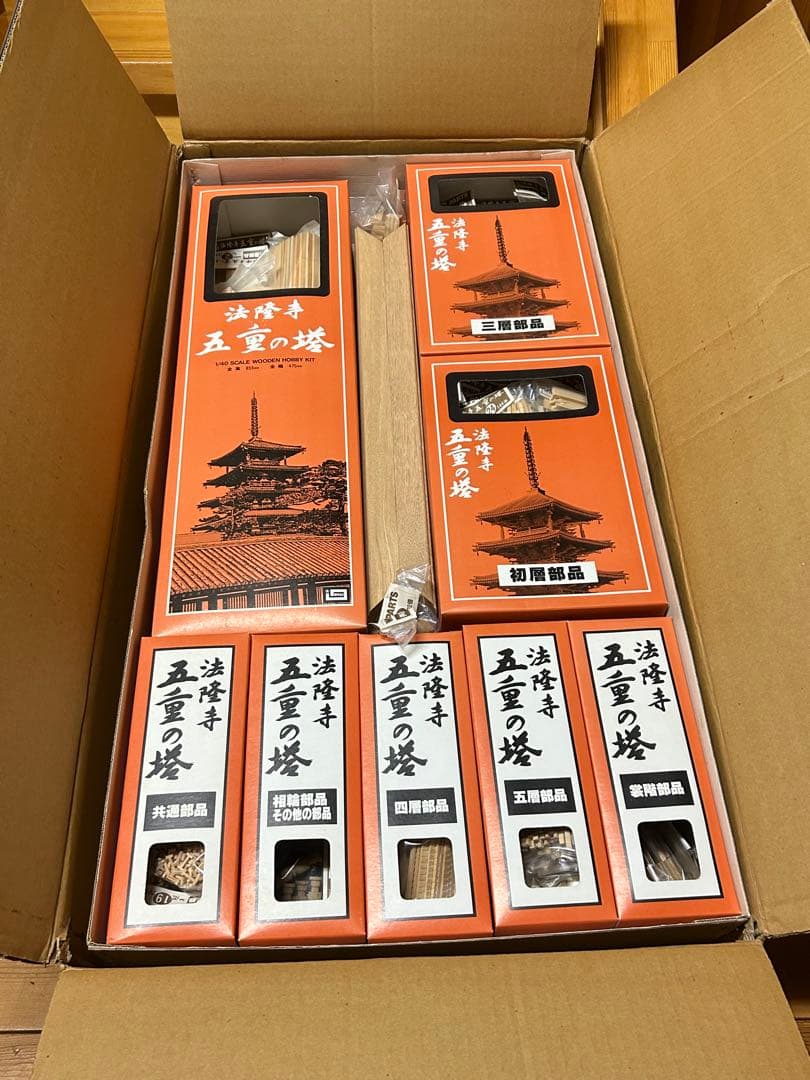 法隆寺
五重の塔
1/40 SCALE WOODEN HOBBY KIT
法隆寺
五重の塔
三層部品
法隆寺
五重の塔
初層部品
PARTS
法隆寺
五重の塔
共通部品
法隆寺
五重の塔
相輪部品
その他の部品
法隆寺
五重の塔
四層部品
法隆寺
五重の塔
五層部品
法隆寺
五重の塔
裳階部品